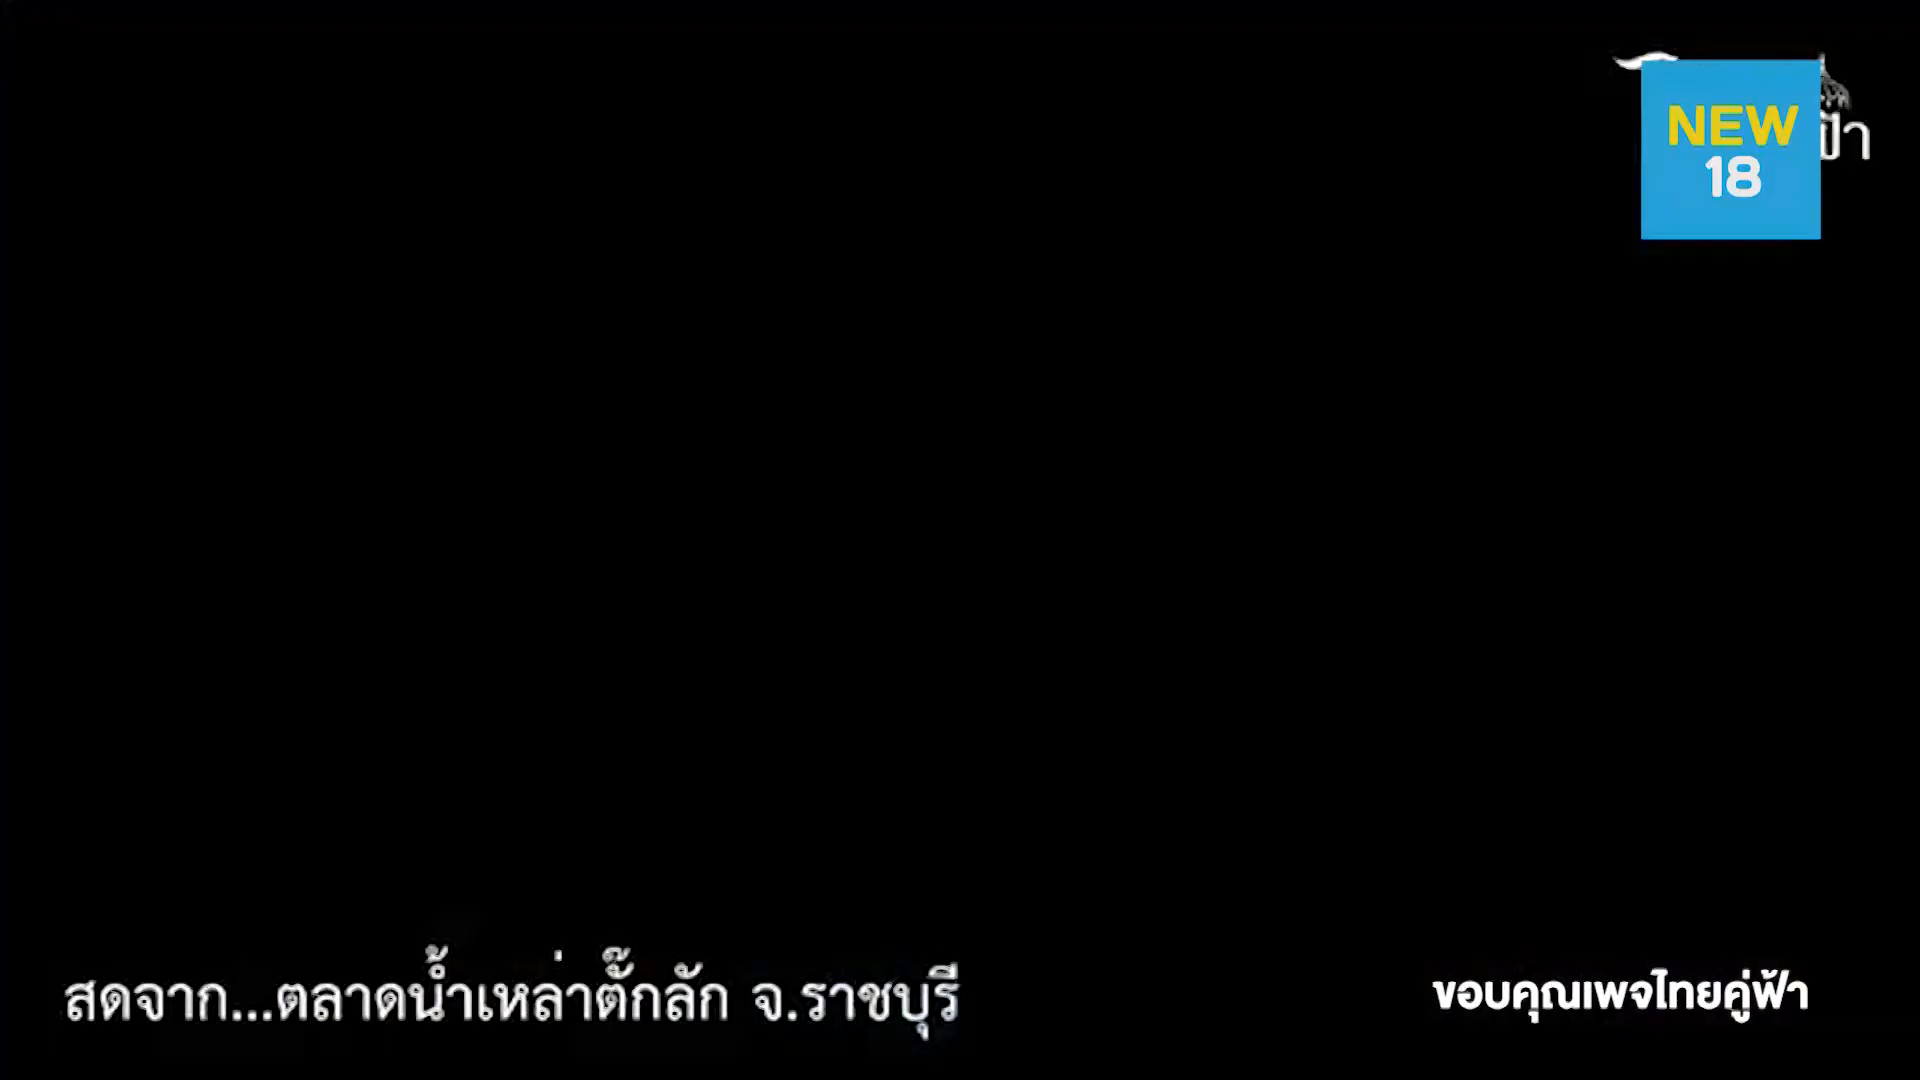 NEW
18
สดจาก...ตลาดน้ำเหล่าตั๊กลัก จ.ราชบุรี
ขอบคุณเพจไทยคู่ฟ้า